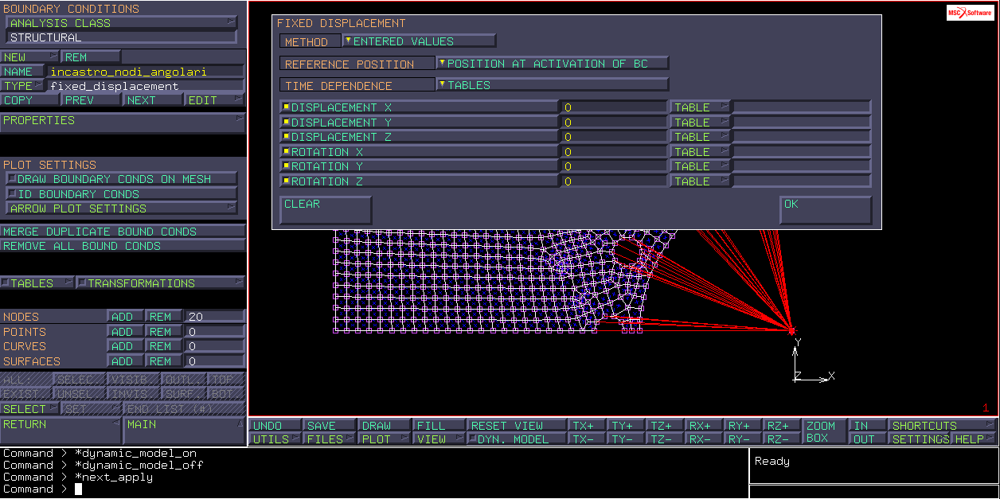 BOUNDARY CONDITIONS
ANALYSIS CLASS
STRUCTURAL
NEW REM
NAME incastro_nodi_angolari
TYPE fixed_displacement
COPY PREV NEXT EDIT
PROPERTIES
PLOT SETTINGS
DRAW BOUNDARY CONDS ON MESH
ID BOUNDARY CONDS
ARROW PLOT SETTINGS
MERGE DUPLICATE BOUND CONDS
REMOVE ALL BOUND CONDS
TABLES TRANSFORMATIONS
NODES ADD REM 20
POINTS ADD REM 0
CURVES ADD REM 0
SURFACES ADD REM 0
ALL: SELEC. VISIB. OUTL. TOP
EXIST. UNSEL. INVIS. SURF. BOT.
SELECT SET END LIST (#)
RETURN MAIN
FIXED DISPLACEMENT
METHOD ENTERED VALUES
REFERENCE POSITION POSITION AT ACTIVATION OF BC
TIME DEPENDENCE TABLES
DISPLACEMENT X 0 TABLE
DISPLACEMENT Y 0 TABLE
DISPLACEMENT Z 0 TABLE
ROTATION X 0 TABLE
ROTATION Y 0 TABLE
ROTATION Z 0 TABLE
CLEAR OK
MSC Software
Y
Z X
1
UNDO SAVE DRAW FILL RESET VIEW TX+ TY+ TZ+ RX+ RY+ RZ+ ZOOM BOX IN SHORTCUTS
UTILS FILES PLOT VIEW DYN. MODEL TX- TY- TZ- RX- RY- RZ- OUT SETTINGS HELP
Command > *dynamic_model_on
Command > *dynamic_model_off
Command > *next_apply
Command >
Ready